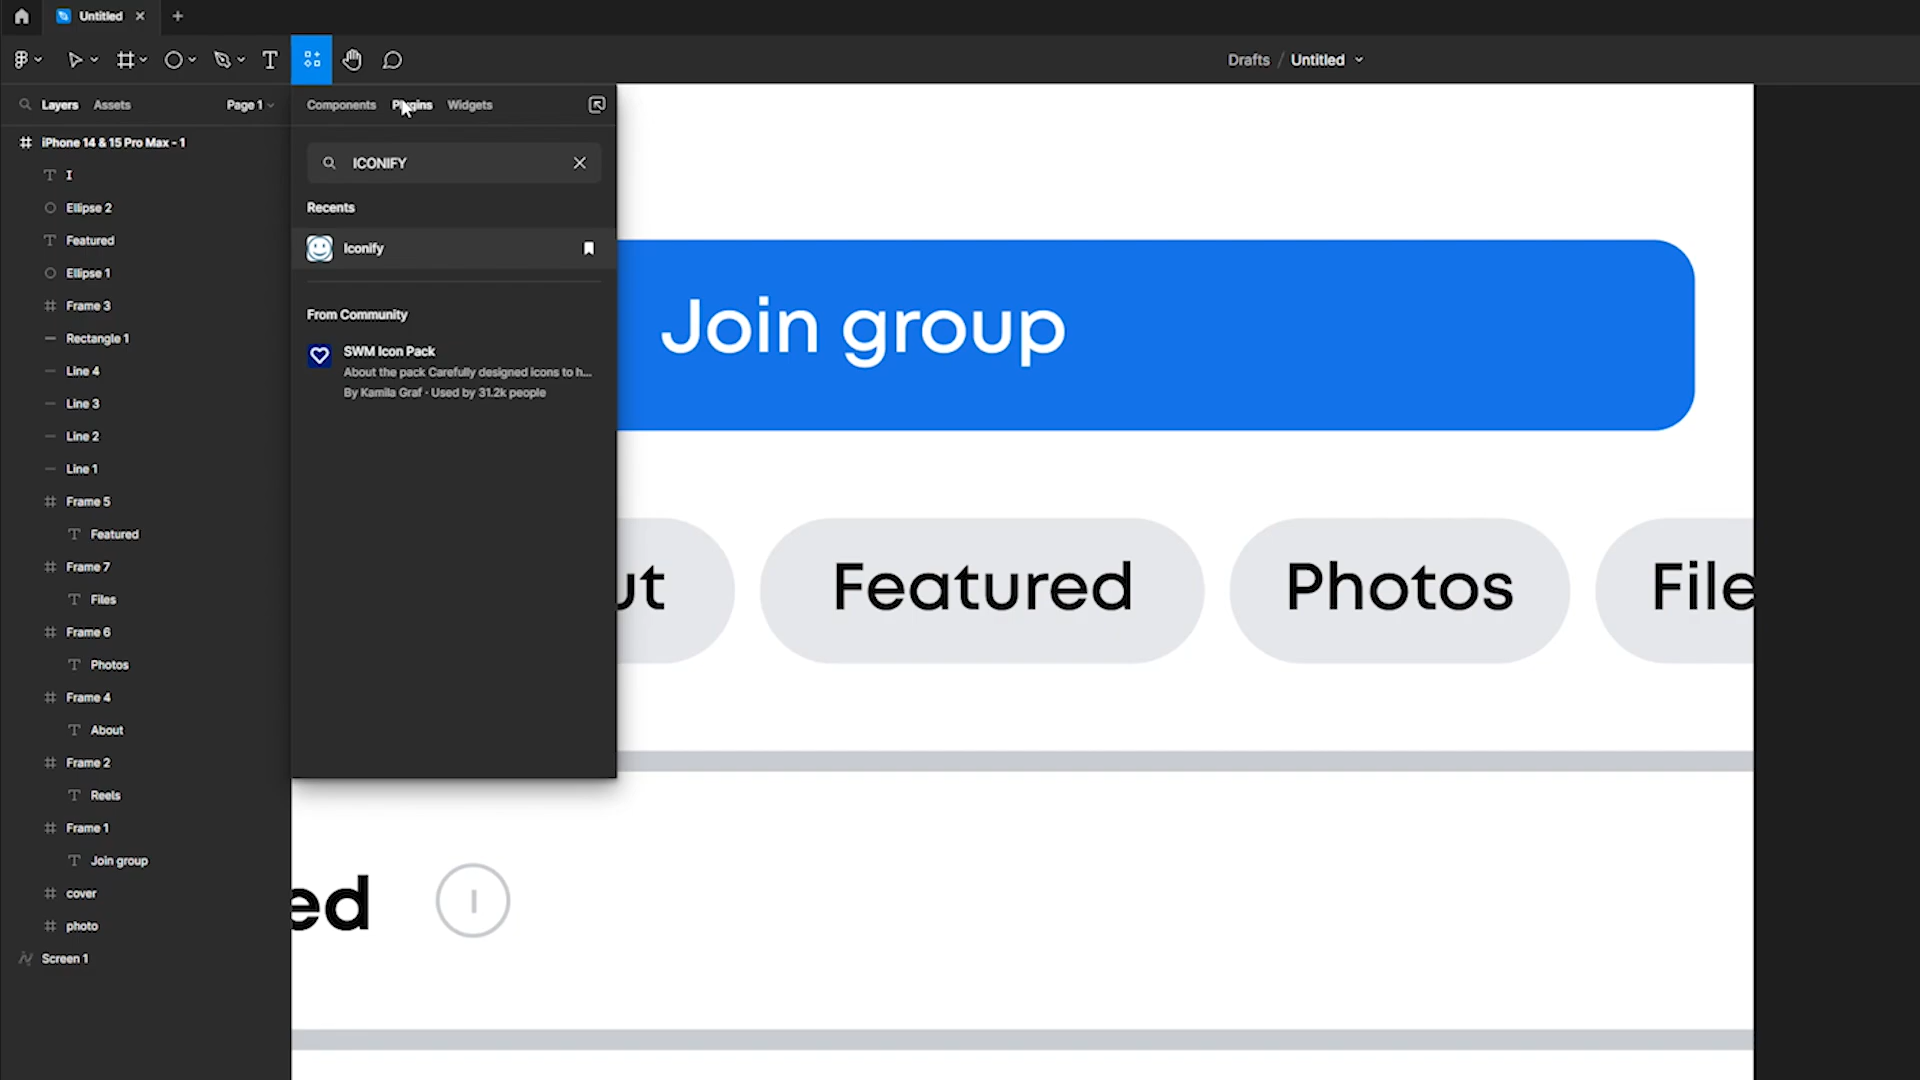 Untitled
Drafts / Untitled
Layers Assets Page 1
Components Plugins Widgets
iPhone 14 & 15 Pro Max - 1
I
Ellipse 2
Featured
Ellipse 1
Frame 3
Rectangle 1
Line 4
Line 3
Line 2
Line 1
Frame 5
Featured
Frame 7
Files
Frame 6
Photos
Frame 4
About
Frame 2
Reels
Frame 1
Join group
cover
photo
Screen 1
ICONIFY
Recents
Iconify
From Community
SWM Icon Pack
About the pack Carefully designed icons to h...
By Kamila Graf · Used by 31.2k people
Join group
ut Featured Photos File
ed I